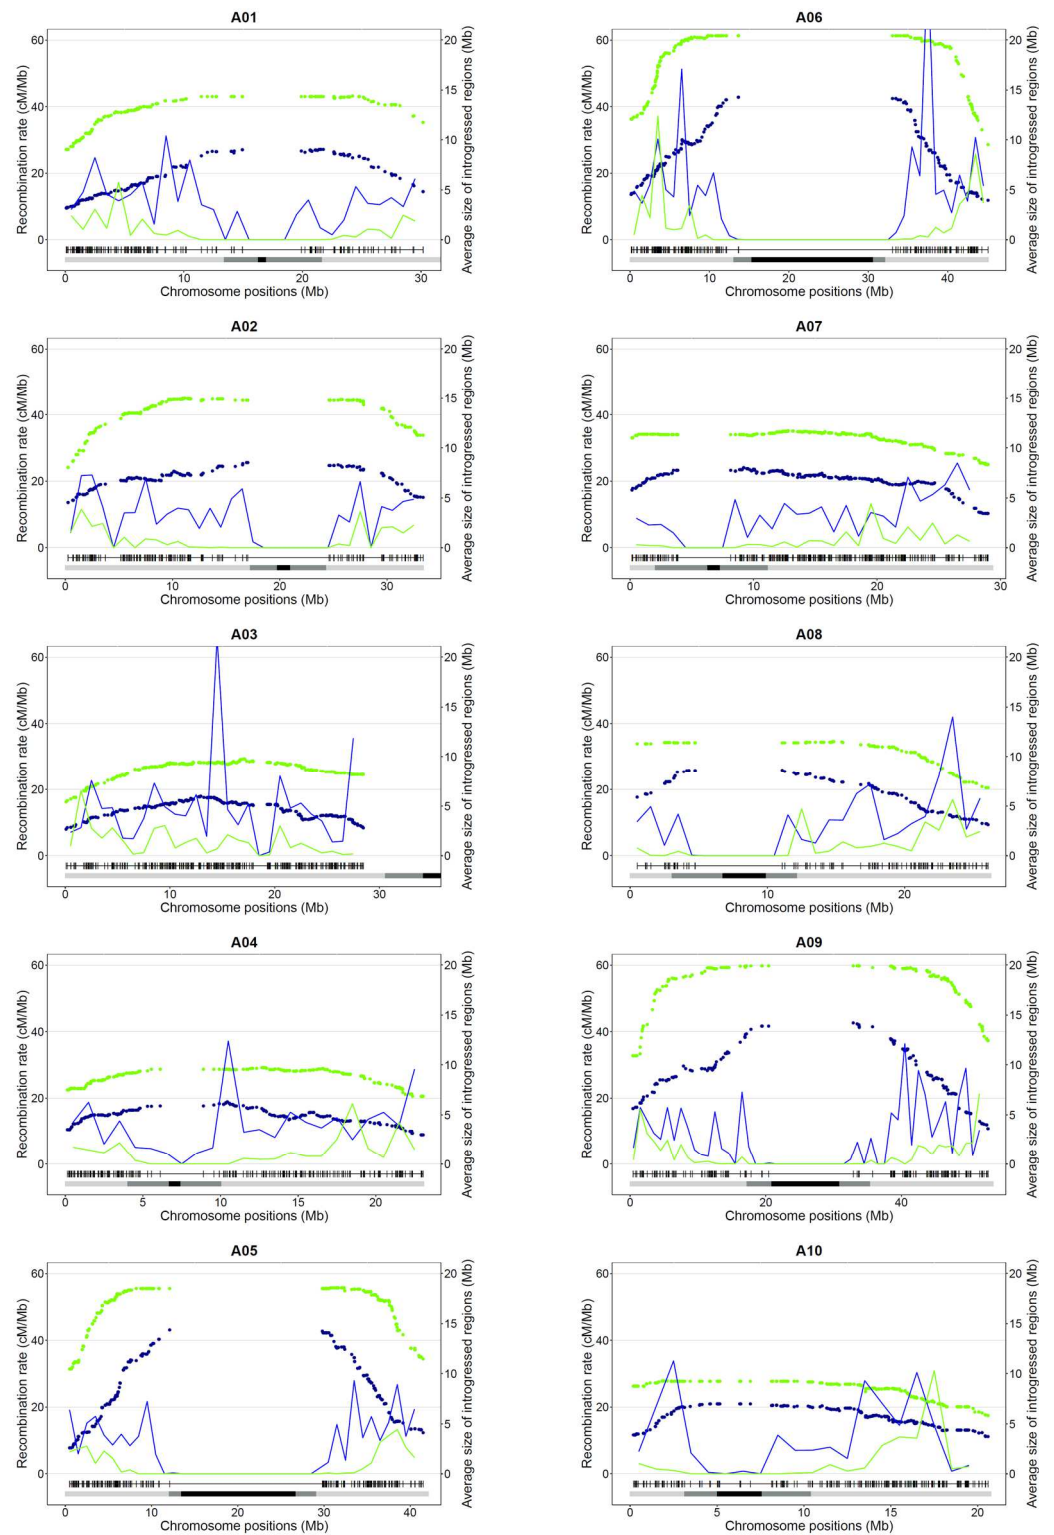 A01
Recombination rate (cM/Mb)
60
40
20
0
20
15
10
5
0
Average size of introgressed regions (Mb)
0 10 20 30
Chromosome positions (Mb)
A02
Recombination rate (cM/Mb)
60
40
20
0
20
15
10
5
0
Average size of introgressed regions (Mb)
0 10 20 30
Chromosome positions (Mb)
A03
Recombination rate (cM/Mb)
60
40
20
0
20
15
10
5
0
Average size of introgressed regions (Mb)
0 10 20 30
Chromosome positions (Mb)
A04
Recombination rate (cM/Mb)
60
40
20
0
20
15
10
5
0
Average size of introgressed regions (Mb)
0 5 10 15 20
Chromosome positions (Mb)
A05
Recombination rate (cM/Mb)
60
40
20
0
20
15
10
5
0
Average size of introgressed regions (Mb)
0 10 20 30 40
Chromosome positions (Mb)
A06
Recombination rate (cM/Mb)
60
40
20
0
20
15
10
5
0
Average size of introgressed regions (Mb)
0 10 20 30 40
Chromosome positions (Mb)
A07
Recombination rate (cM/Mb)
60
40
20
0
20
15
10
5
0
Average size of introgressed regions (Mb)
0 10 20 30
Chromosome positions (Mb)
A08
Recombination rate (cM/Mb)
60
40
20
0
20
15
10
5
0
Average size of introgressed regions (Mb)
0 10 20
Chromosome positions (Mb)
A09
Recombination rate (cM/Mb)
60
40
20
0
20
15
10
5
0
Average size of introgressed regions (Mb)
0 20 40
Chromosome positions (Mb)
A10
Recombination rate (cM/Mb)
60
40
20
0
20
15
10
5
0
Average size of introgressed regions (Mb)
0 5 10 15 20
Chromosome positions (Mb)